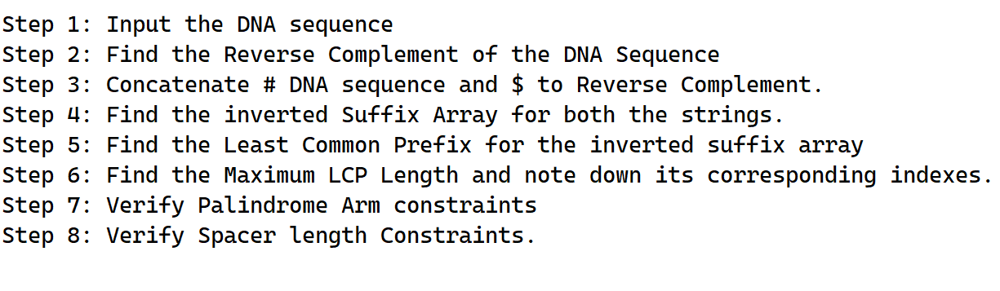 Step 1: Input the DNA sequence
Step 2: Find the Reverse Complement of the DNA Sequence
Step 3: Concatenate # DNA sequence and $ to Reverse Complement.
Step 4: Find the inverted Suffix Array for both the strings.
Step 5: Find the Least Common Prefix for the inverted suffix array
Step 6: Find the Maximum LCP Length and note down its corresponding indexes.
Step 7: Verify Palindrome Arm constraints
Step 8: Verify Spacer length Constraints.